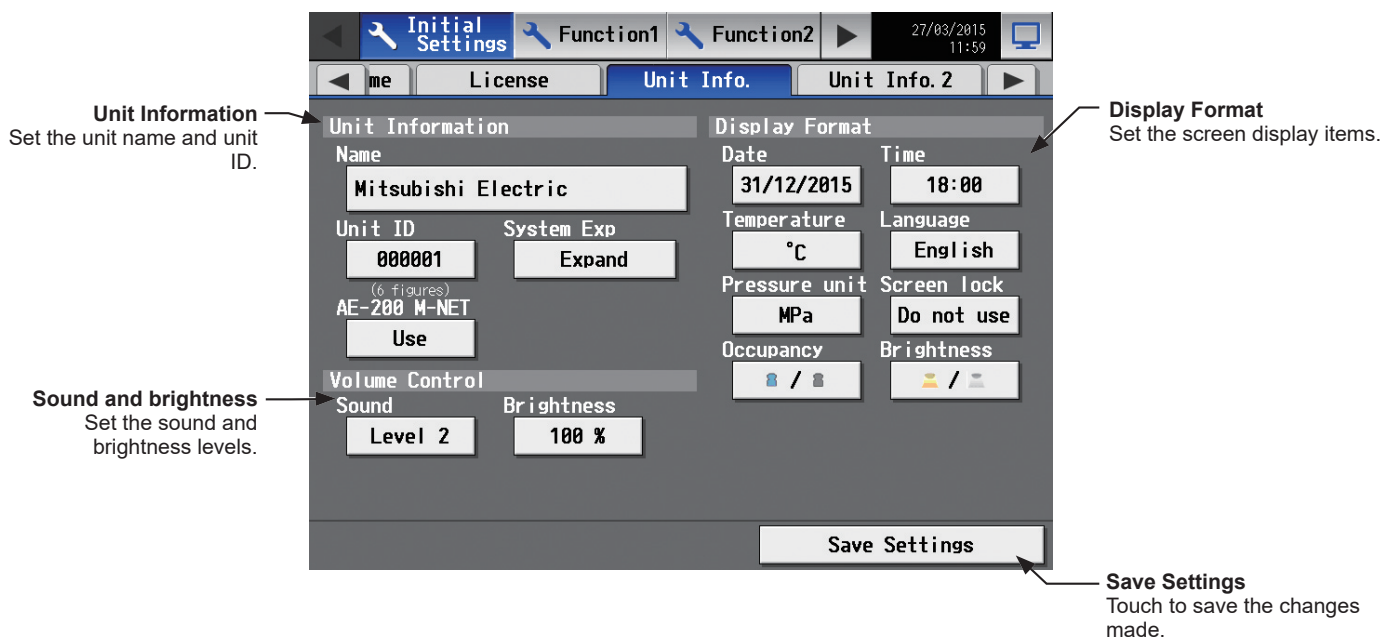 Initial
Settings
Function1
Function2
27/03/2015
11:59
me
License
Unit Info.
Unit Info.2
Unit Information
Set the unit name and unit
ID.
Unit Information
Name
Mitsubishi Electric
Unit ID
System Exp
000001
Expand
(6 figures)
AE-200 M-NET
Use
Sound and brightness
Set the sound and
brightness levels.
Volume Control
Sound
Brightness
Level 2
100 %
Display Format
Date
Time
31/12/2015
18:00
Temperature
Language
°C
English
Pressure unit
Screen lock
MPa
Do not use
Occupancy
Brightness
/
/
Display Format
Set the screen display items.
Save Settings
Save Settings
Touch to save the changes
made.